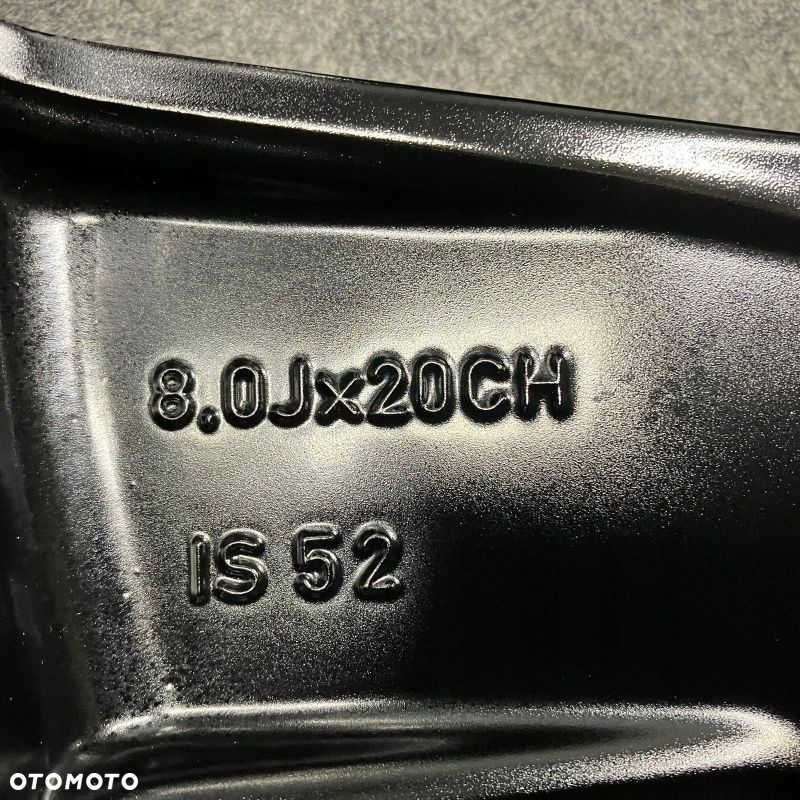 8.0Jx20CH
IS 52
OTOMOTO